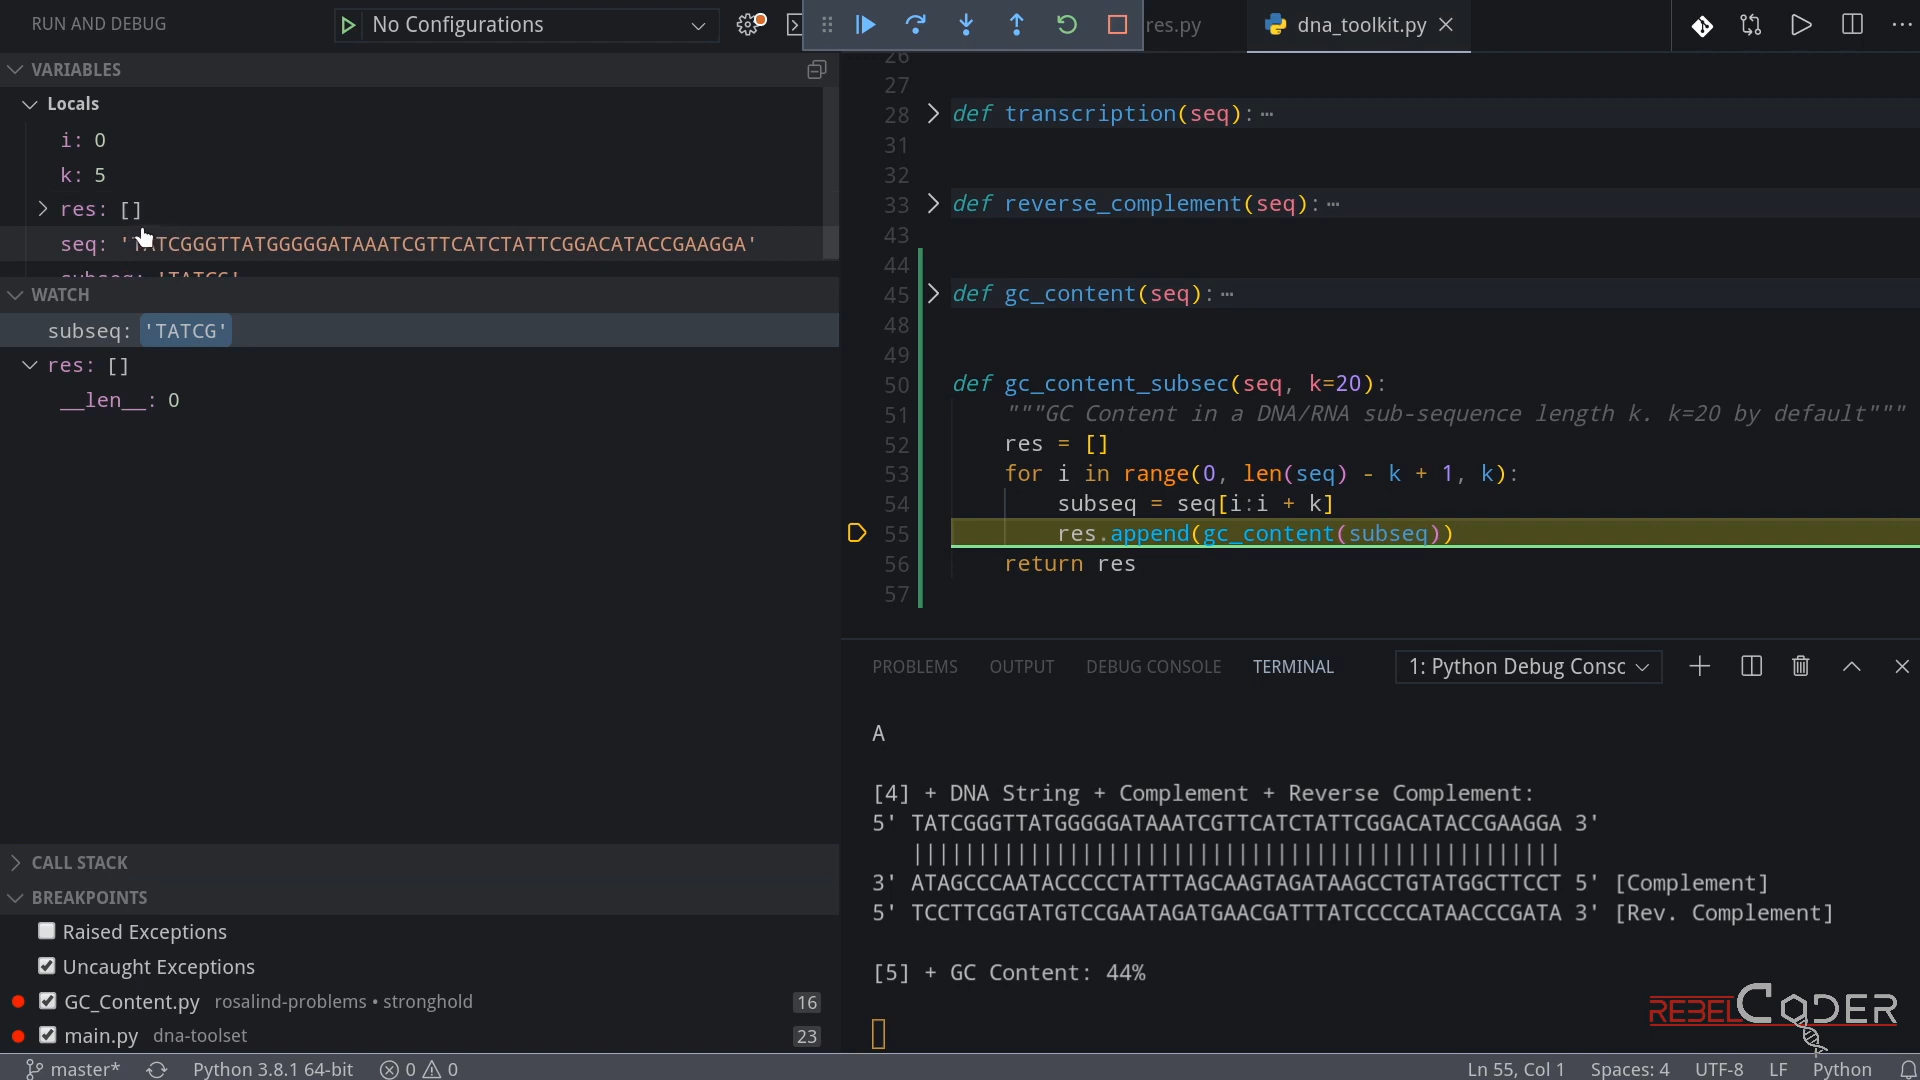 RUN AND DEBUG
No Configurations
res.py
dna_toolkit.py
VARIABLES
Locals
i: 0
k: 5
res: []
seq: 'TATCGGGTTATGGGGGATAAATCGTTCATCTATTCGGACATACCGAAGGA'
subseq: 'TATCG'
WATCH
subseq: 'TATCG'
res: []
__len__: 0
CALL STACK
BREAKPOINTS
Raised Exceptions
Uncaught Exceptions
GC_Content.py rosalind-problems • stronghold 16
main.py dna-toolset 23
26
27
28 def transcription(seq):⋯
31
32
33 def reverse_complement(seq):⋯
43
44
45 def gc_content(seq):⋯
48
49
50 def gc_content_subsec(seq, k=20):
51 """GC Content in a DNA/RNA sub-sequence length k. k=20 by default"""
52 res = []
53 for i in range(0, len(seq) - k + 1, k):
54 subseq = seq[i:i + k]
55 res.append(gc_content(subseq))
56 return res
57
PROBLEMS OUTPUT DEBUG CONSOLE TERMINAL 1: Python Debug Consc
A
[4] + DNA String + Complement + Reverse Complement:
5' TATCGGGTTATGGGGGATAAATCGTTCATCTATTCGGACATACCGAAGGA 3'
||||||||||||||||||||||||||||||||||||||||||||||||||
3' ATAGCCCAATACCCCCTATTTAGCAAGTAGATAAGCCTGTATGGCTTCCT 5' [Complement]
5' TCCTTCGGTATGTCCGAATAGATGAACGATTTATCCCCCATAACCCGATA 3' [Rev. Complement]
[5] + GC Content: 44%
REBELCODER
master* Python 3.8.1 64-bit 0 0 Ln 55, Col 1 Spaces: 4 UTF-8 LF Python